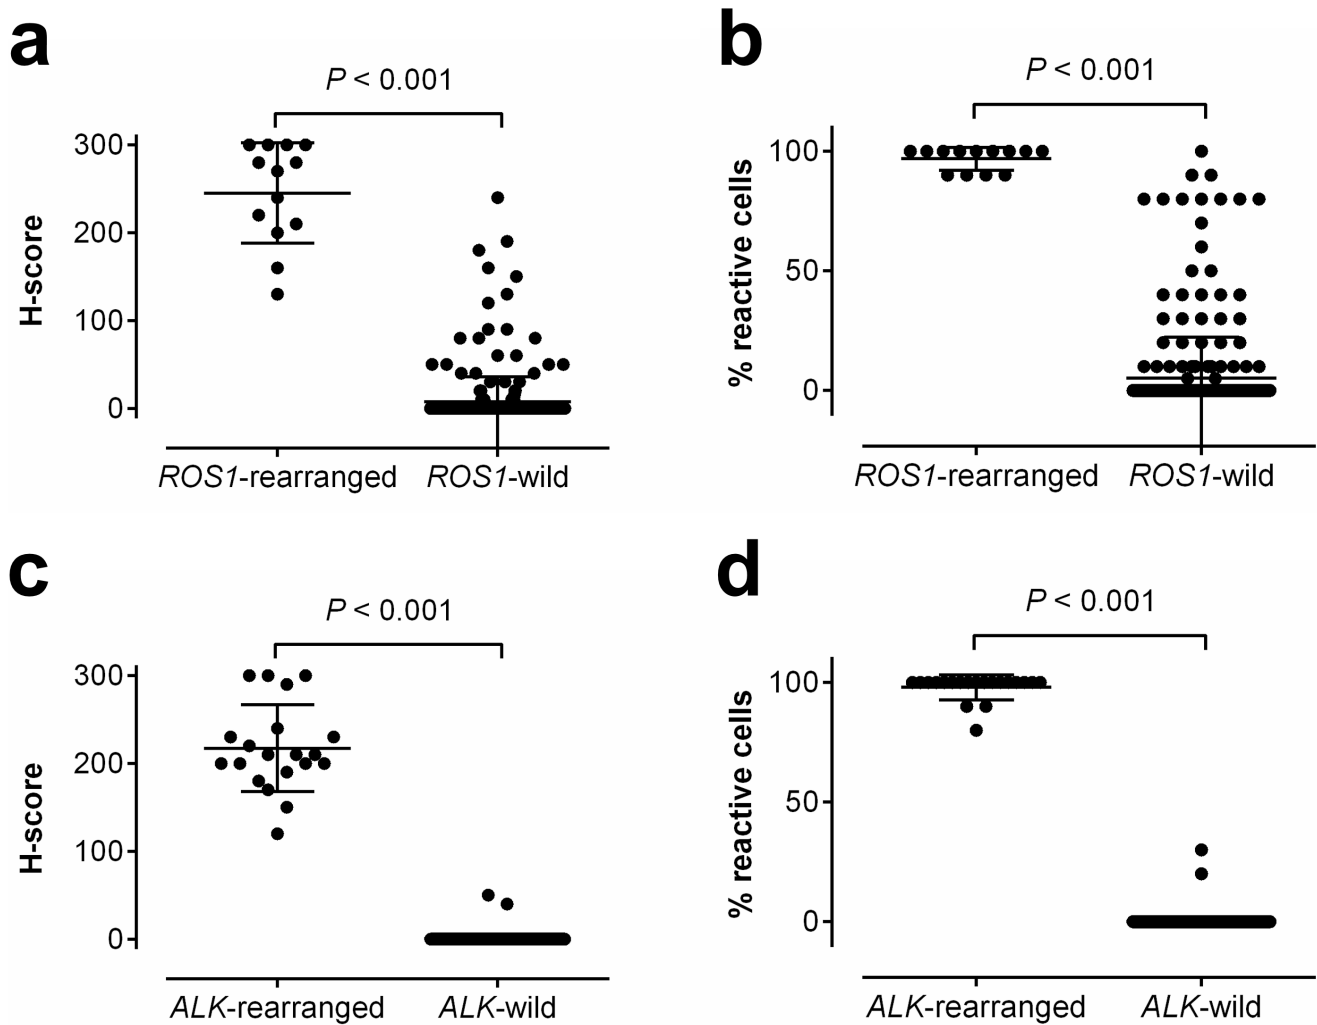 a
P < 0.001
H-score
300
200
100
0
ROS1-rearranged
ROS1-wild
b
P < 0.001
% reactive cells
100
50
0
ROS1-rearranged
ROS1-wild
c
P < 0.001
H-score
300
200
100
0
ALK-rearranged
ALK-wild
d
P < 0.001
% reactive cells
100
50
0
ALK-rearranged
ALK-wild